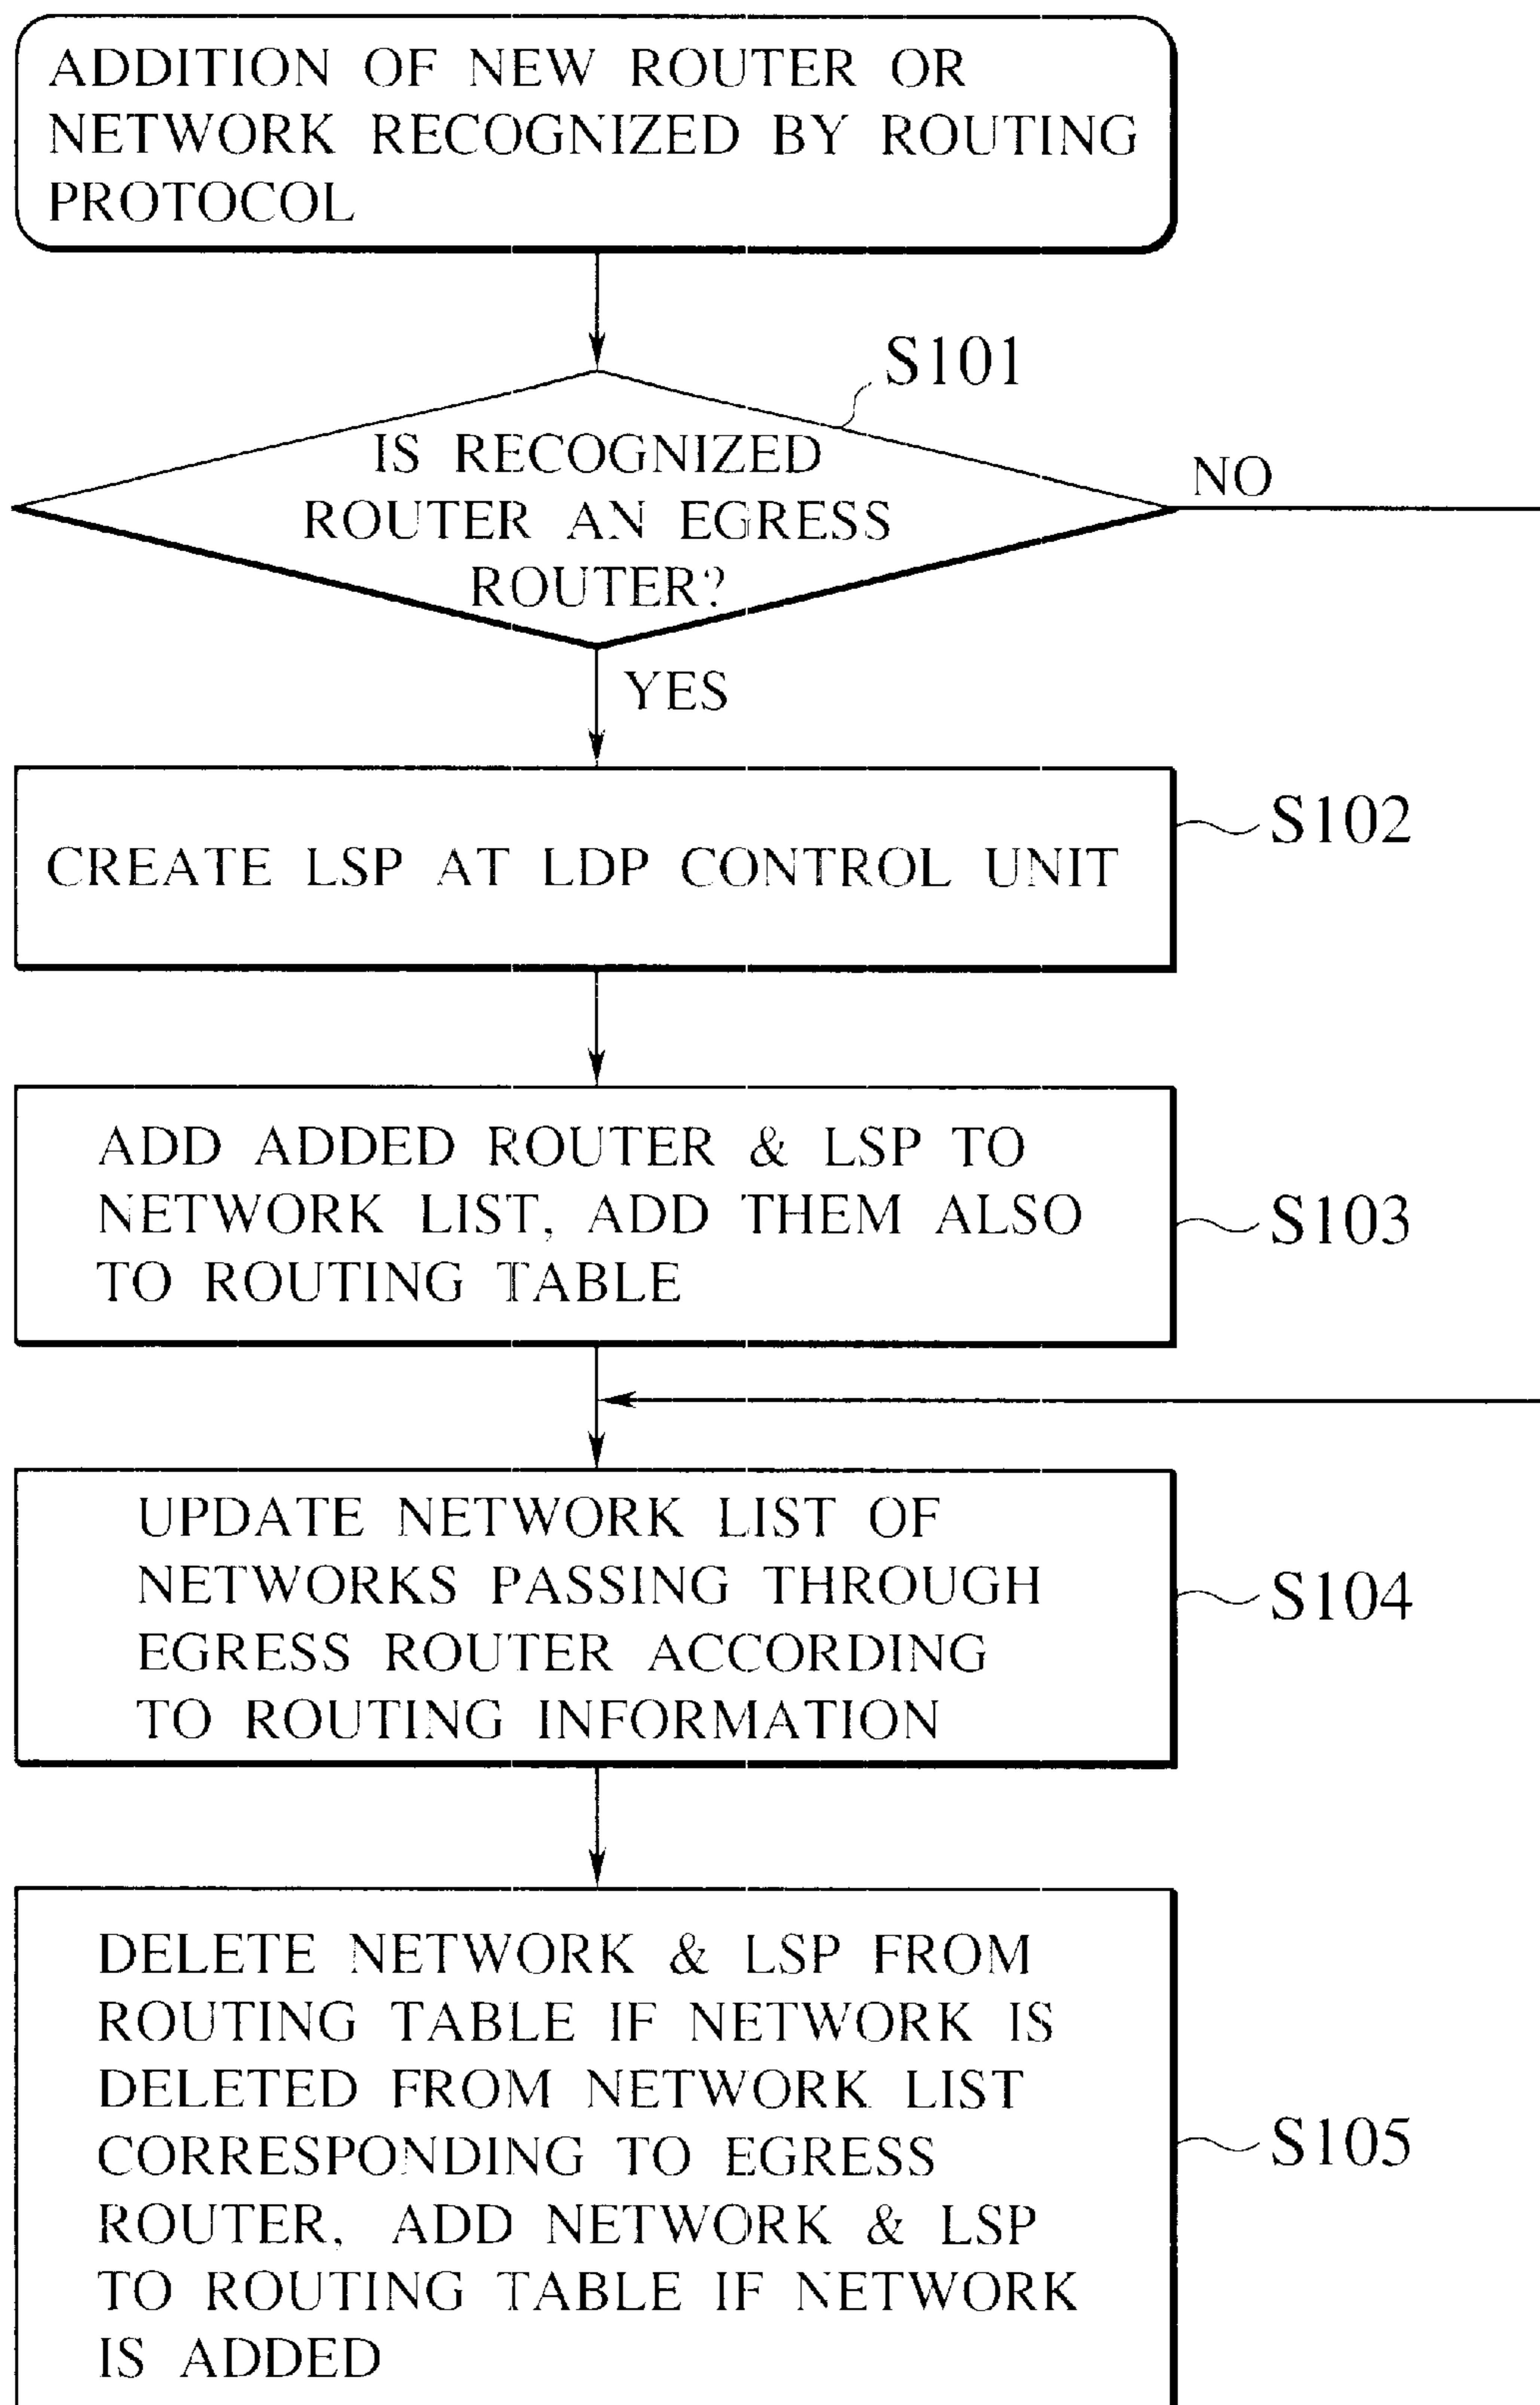 ADDITION OF NEW ROUTER OR
NETWORK RECOGNIZED BY ROUTING
PROTOCOL
S101
IS RECOGNIZED
ROUTER AN EGRESS
ROUTER?
NO
YES
CREATE LSP AT LDP CONTROL UNIT
S102
ADD ADDED ROUTER & LSP TO
NETWORK LIST, ADD THEM ALSO
TO ROUTING TABLE
S103
UPDATE NETWORK LIST OF
NETWORKS PASSING THROUGH
EGRESS ROUTER ACCORDING
TO ROUTING INFORMATION
S104
DELETE NETWORK & LSP FROM
ROUTING TABLE IF NETWORK IS
DELETED FROM NETWORK LIST
CORRESPONDING TO EGRESS
ROUTER, ADD NETWORK & LSP
TO ROUTING TABLE IF NETWORK
IS ADDED
S105